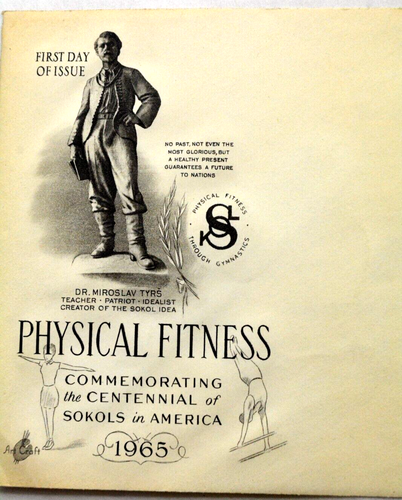 FIRST DAY
OF ISSUE
NO PAST, NOT EVEN THE
MOST GLORIOUS, BUT
A HEALTHY PRESENT
GUARANTEES A FUTURE
TO NATIONS
PHYSICAL FITNESS
THROUGH GYMNASTICS
SOKOL
DR. MIROSLAV TYRŠ
TEACHER · PATRIOT · IDEALIST
CREATOR OF THE SOKOL IDEA
PHYSICAL FITNESS
COMMEMORATING
the CENTENNIAL of
SOKOLS in AMERICA
1965
Art Craft